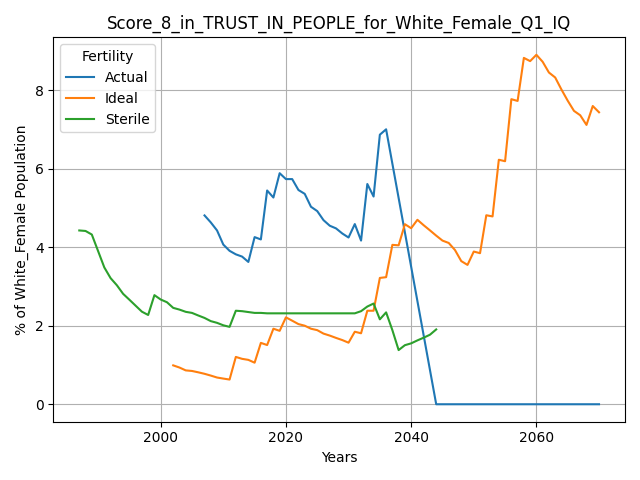 Score_8_in_TRUST_IN_PEOPLE_for_White_Female_Q1_IQ
Fertility
Actual
Ideal
Sterile
% of White_Female Population
8
6
4
2
0
2000 2020 2040 2060
Years